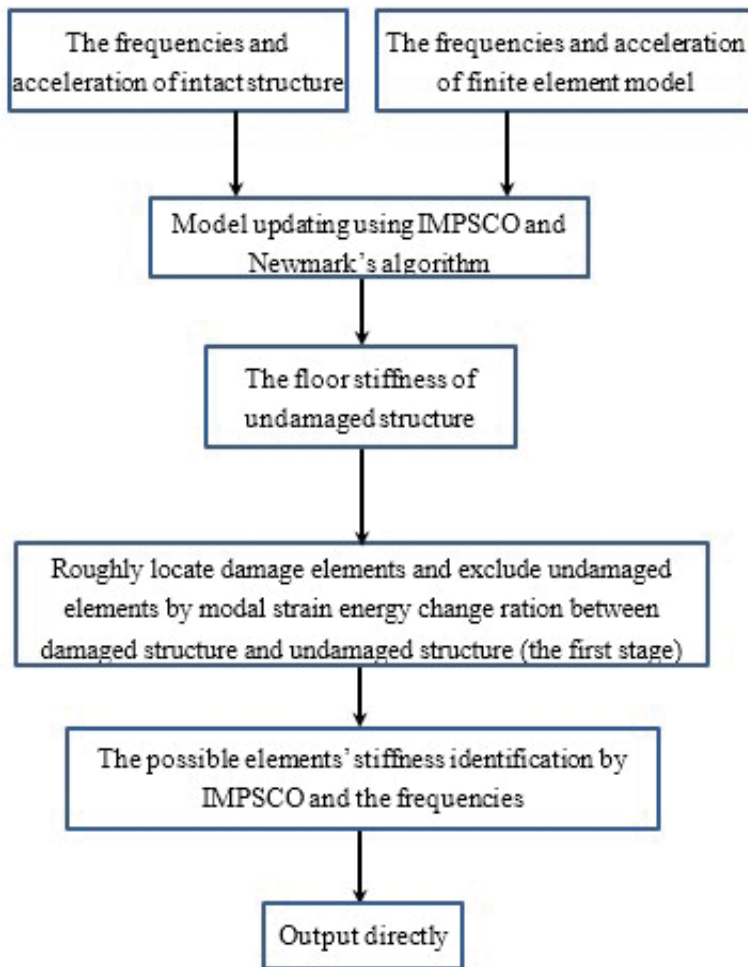 The frequencies and
acceleration of intact structure
The frequencies and acceleration
of finite element model
Model updating using IMPSCO and
Newmark’s algorithm
The floor stiffness of
undamaged structure
Roughly locate damage elements and exclude undamaged
elements by modal strain energy change ration between
damaged structure and undamaged structure (the first stage)
The possible elements’ stiffness identification by
IMPSCO and the frequencies
Output directly